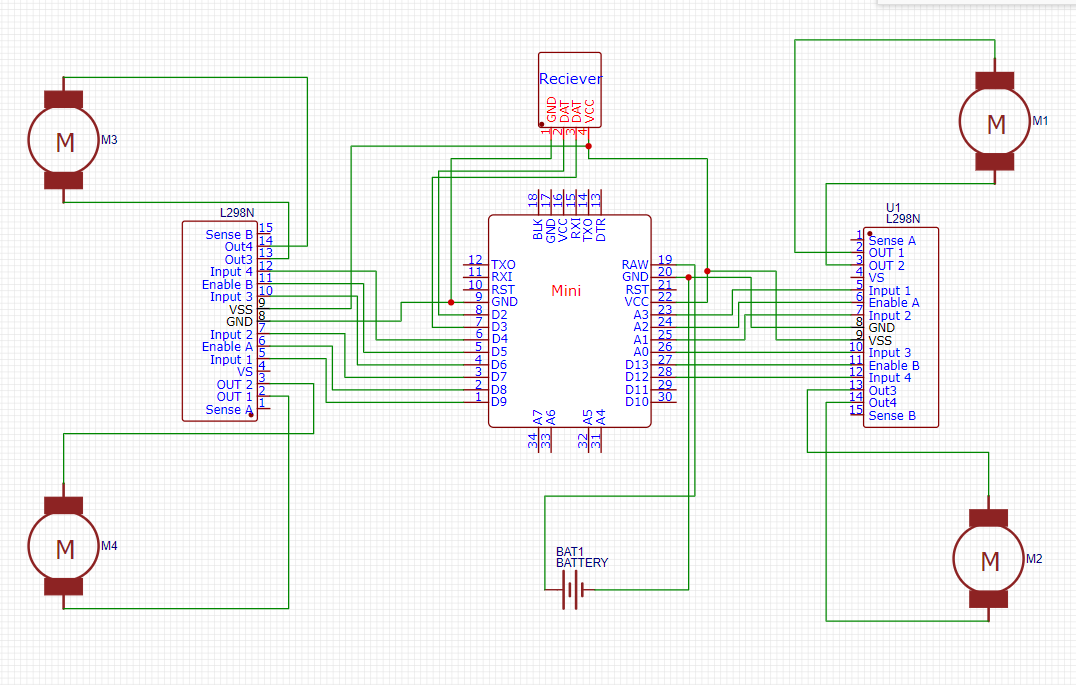 Reciever
GND
DAT
DAT
VCC
1
2
3
4
M
M3
M
M1
L298N
Sense B 15
Out4 14
Out3 13
Input 4 12
Enable B 11
Input 3 10
VSS 9
GND 8
Input 2 7
Enable A 6
Input 1 5
VS 4
OUT 2 3
OUT 1 2
Sense A 1
18 17 16 15 14 13
BLK GND VCC RXI TXO DTR
Mini
12 TXO
11 RXI
10 RST
9 GND
8 D2
7 D3
6 D4
5 D5
4 D6
3 D7
2 D8
1 D9
RAW 19
GND 20
RST 21
VCC 22
A3 23
A2 24
A1 25
A0 26
D13 27
D12 28
D11 29
D10 30
A7 A6 A5 A4
34 33 32 31
U1
L298N
1 Sense A
2 OUT 1
3 OUT 2
4 VS
5 Input 1
6 Enable A
7 Input 2
8 GND
9 VSS
10 Input 3
11 Enable B
12 Input 4
13 Out3
14 Out4
15 Sense B
M
M4
BAT1
BATTERY
M
M2